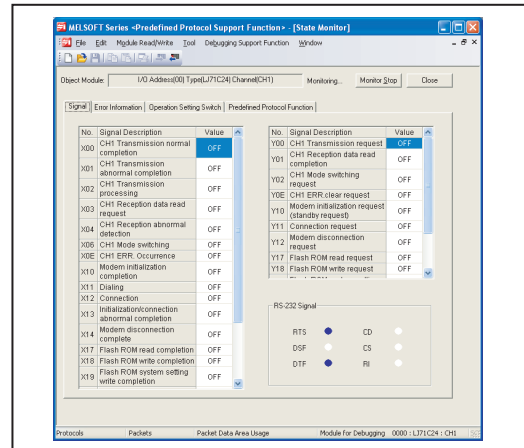 MELSOFT Series <Predefined Protocol Support Function> - [State Monitor]
File Edit Module Read/Write Tool Debugging Support Function Window
Object Module: I/O Address(00) Type(LJ71C24) Channel(CH1) Monitoring... Monitor Stop Close
Signal Error Information Operation Setting Switch Predefined Protocol Function
No. Signal Description Value
X00 CH1 Transmission normal completion OFF
X01 CH1 Transmission abnormal completion OFF
X02 CH1 Transmission processing OFF
X03 CH1 Reception data read request OFF
X04 CH1 Reception abnormal detection OFF
X06 CH1 Mode switching OFF
X0E CH1 ERR. Occurrence OFF
X10 Modem initialization completion OFF
X11 Dialing OFF
X12 Connection OFF
X13 Initialization/connection abnormal completion OFF
X14 Modem disconnection complete OFF
X17 Flash ROM read completion OFF
X18 Flash ROM write completion OFF
X19 Flash ROM system setting write completion OFF
No. Signal Description Value
Y00 CH1 Transmission request OFF
Y01 CH1 Reception data read completion OFF
Y02 CH1 Mode switching request OFF
Y0E CH1 ERR.clear request OFF
Y10 Modem initialization request (standby request) OFF
Y11 Connection request OFF
Y12 Modem disconnection request OFF
Y17 Flash ROM read request OFF
Y18 Flash ROM write request OFF
RS-232 Signal
RTS CD
DSF CS
DTF RI
Protocols Packets Packet Data Area Usage Module for Debugging 0000 : LJ71C24 : CH1